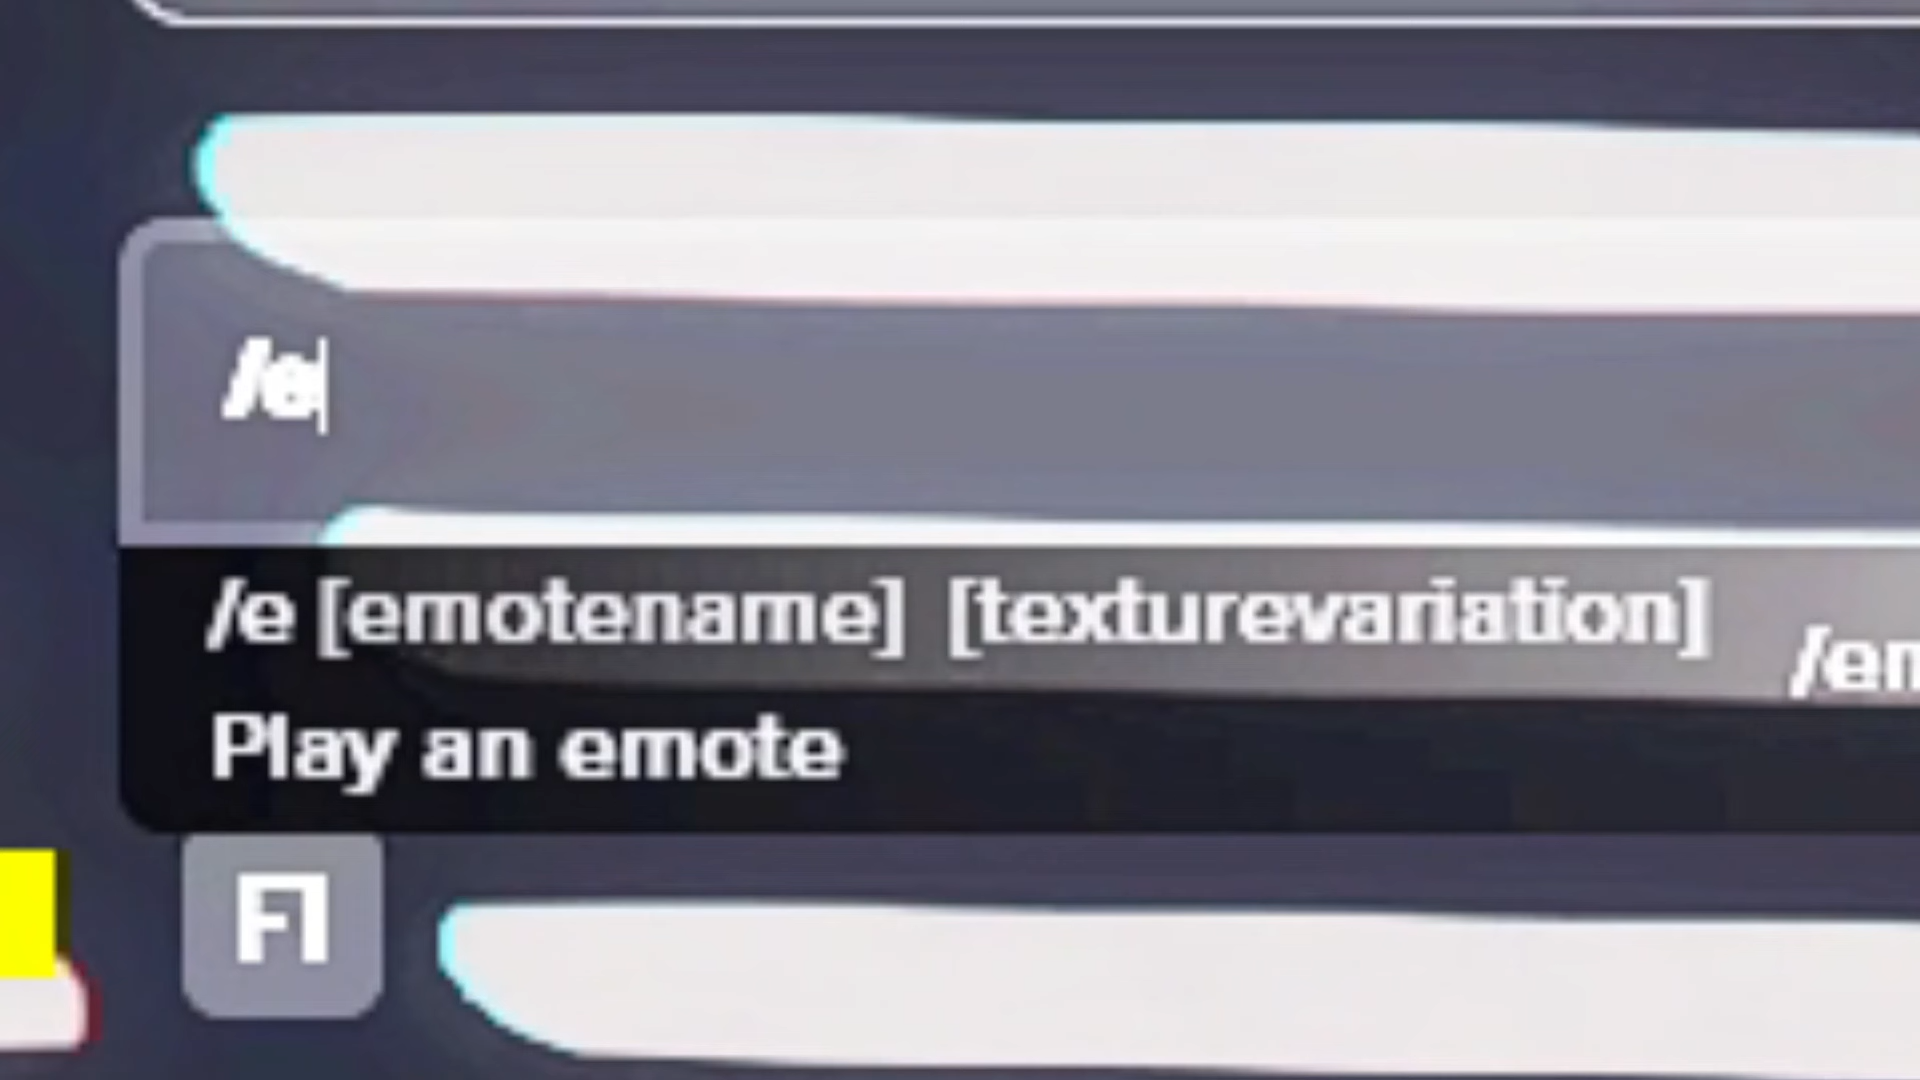 /e
/e [emotename] [texturevariation]
Play an emote
F1